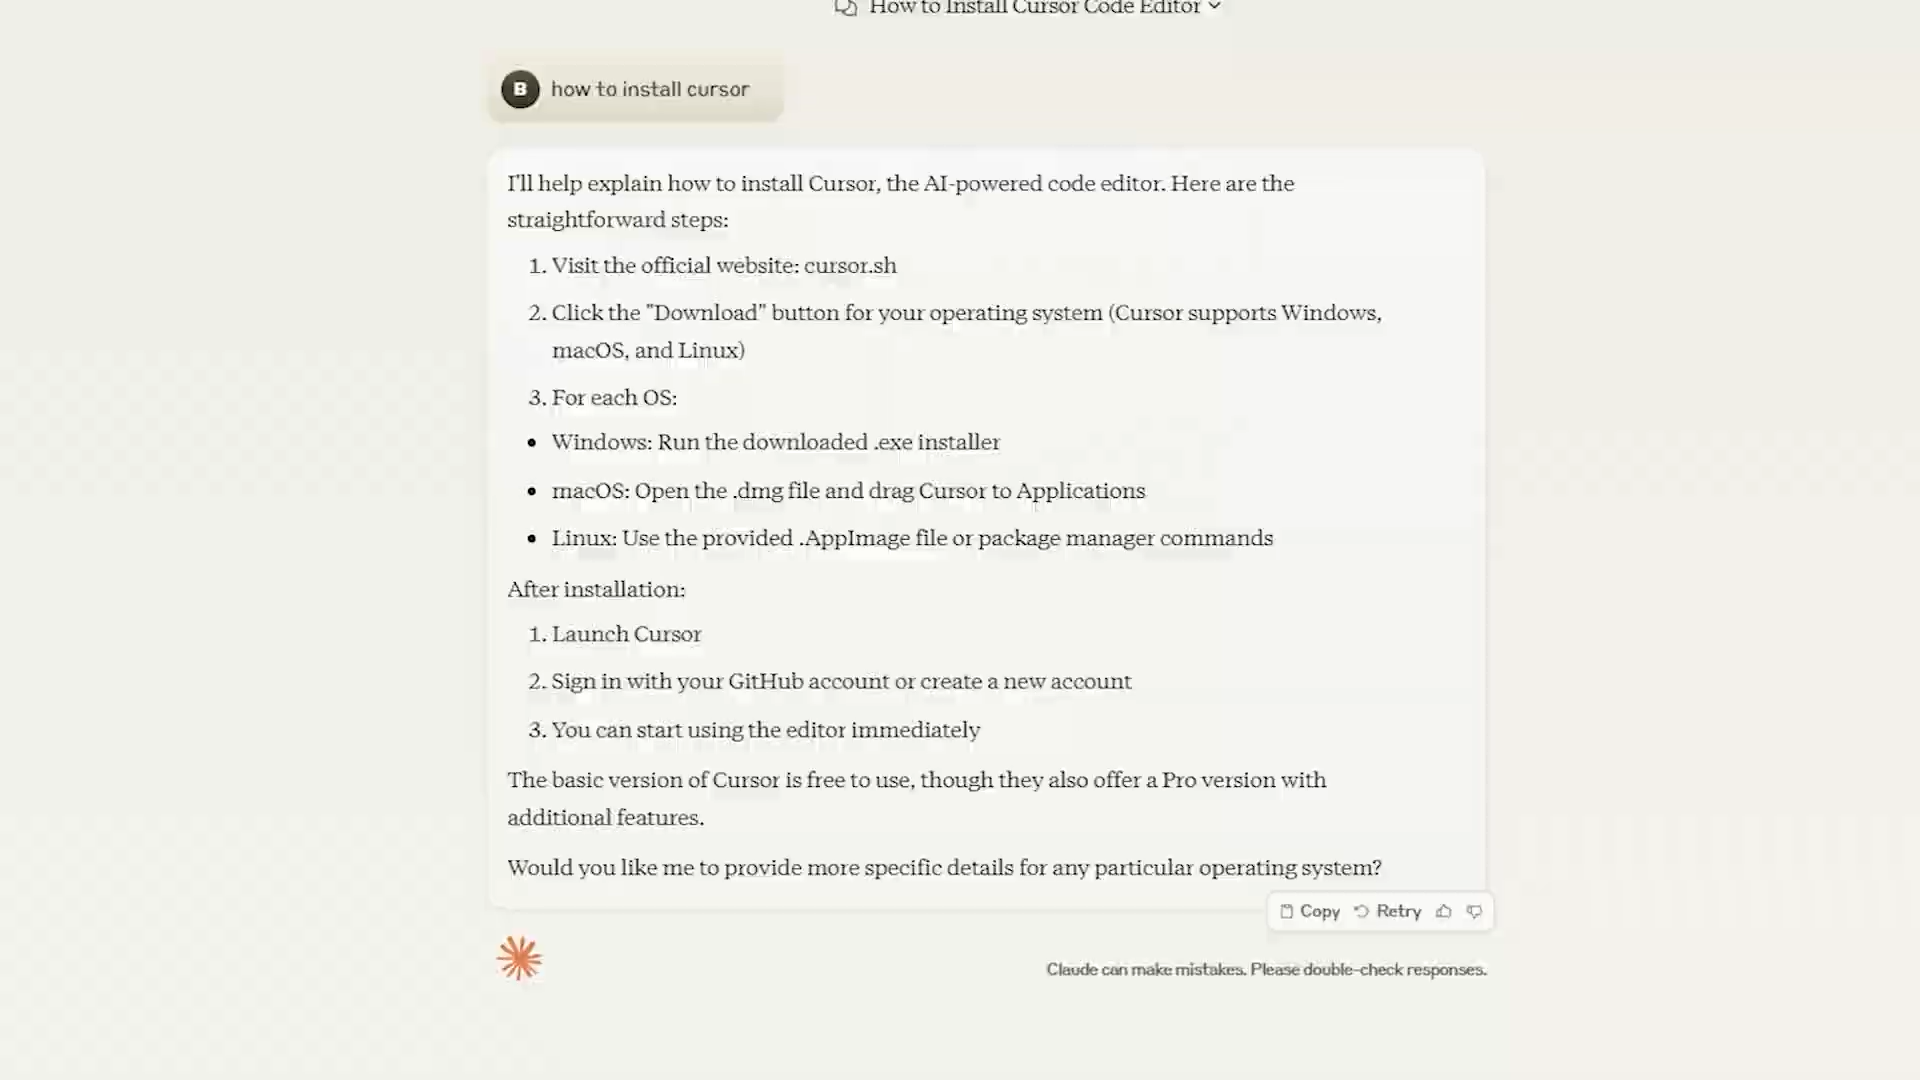 How to Install Cursor Code Editor
B how to install cursor
I'll help explain how to install Cursor, the AI-powered code editor. Here are the
straightforward steps:
1. Visit the official website: cursor.sh
2. Click the "Download" button for your operating system (Cursor supports Windows,
macOS, and Linux)
3. For each OS:
• Windows: Run the downloaded .exe installer
• macOS: Open the .dmg file and drag Cursor to Applications
• Linux: Use the provided .AppImage file or package manager commands
After installation:
1. Launch Cursor
2. Sign in with your GitHub account or create a new account
3. You can start using the editor immediately
The basic version of Cursor is free to use, though they also offer a Pro version with
additional features.
Would you like me to provide more specific details for any particular operating system?
Copy Retry
Claude can make mistakes. Please double-check responses.